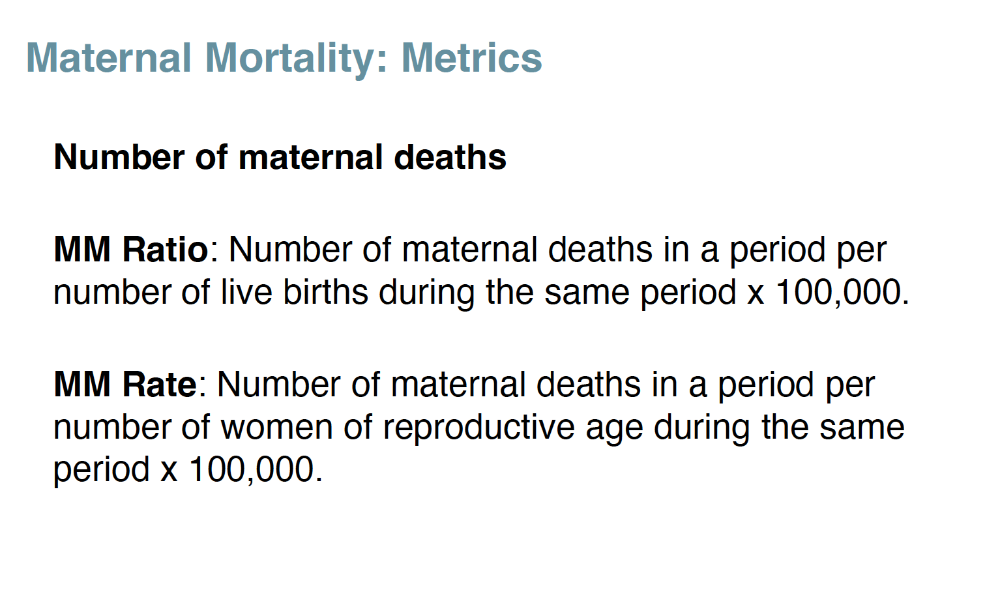 Maternal Mortality: Metrics
Number of maternal deaths
MM Ratio: Number of maternal deaths in a period per
number of live births during the same period x 100,000.
MM Rate: Number of maternal deaths in a period per
number of women of reproductive age during the same
period x 100,000.